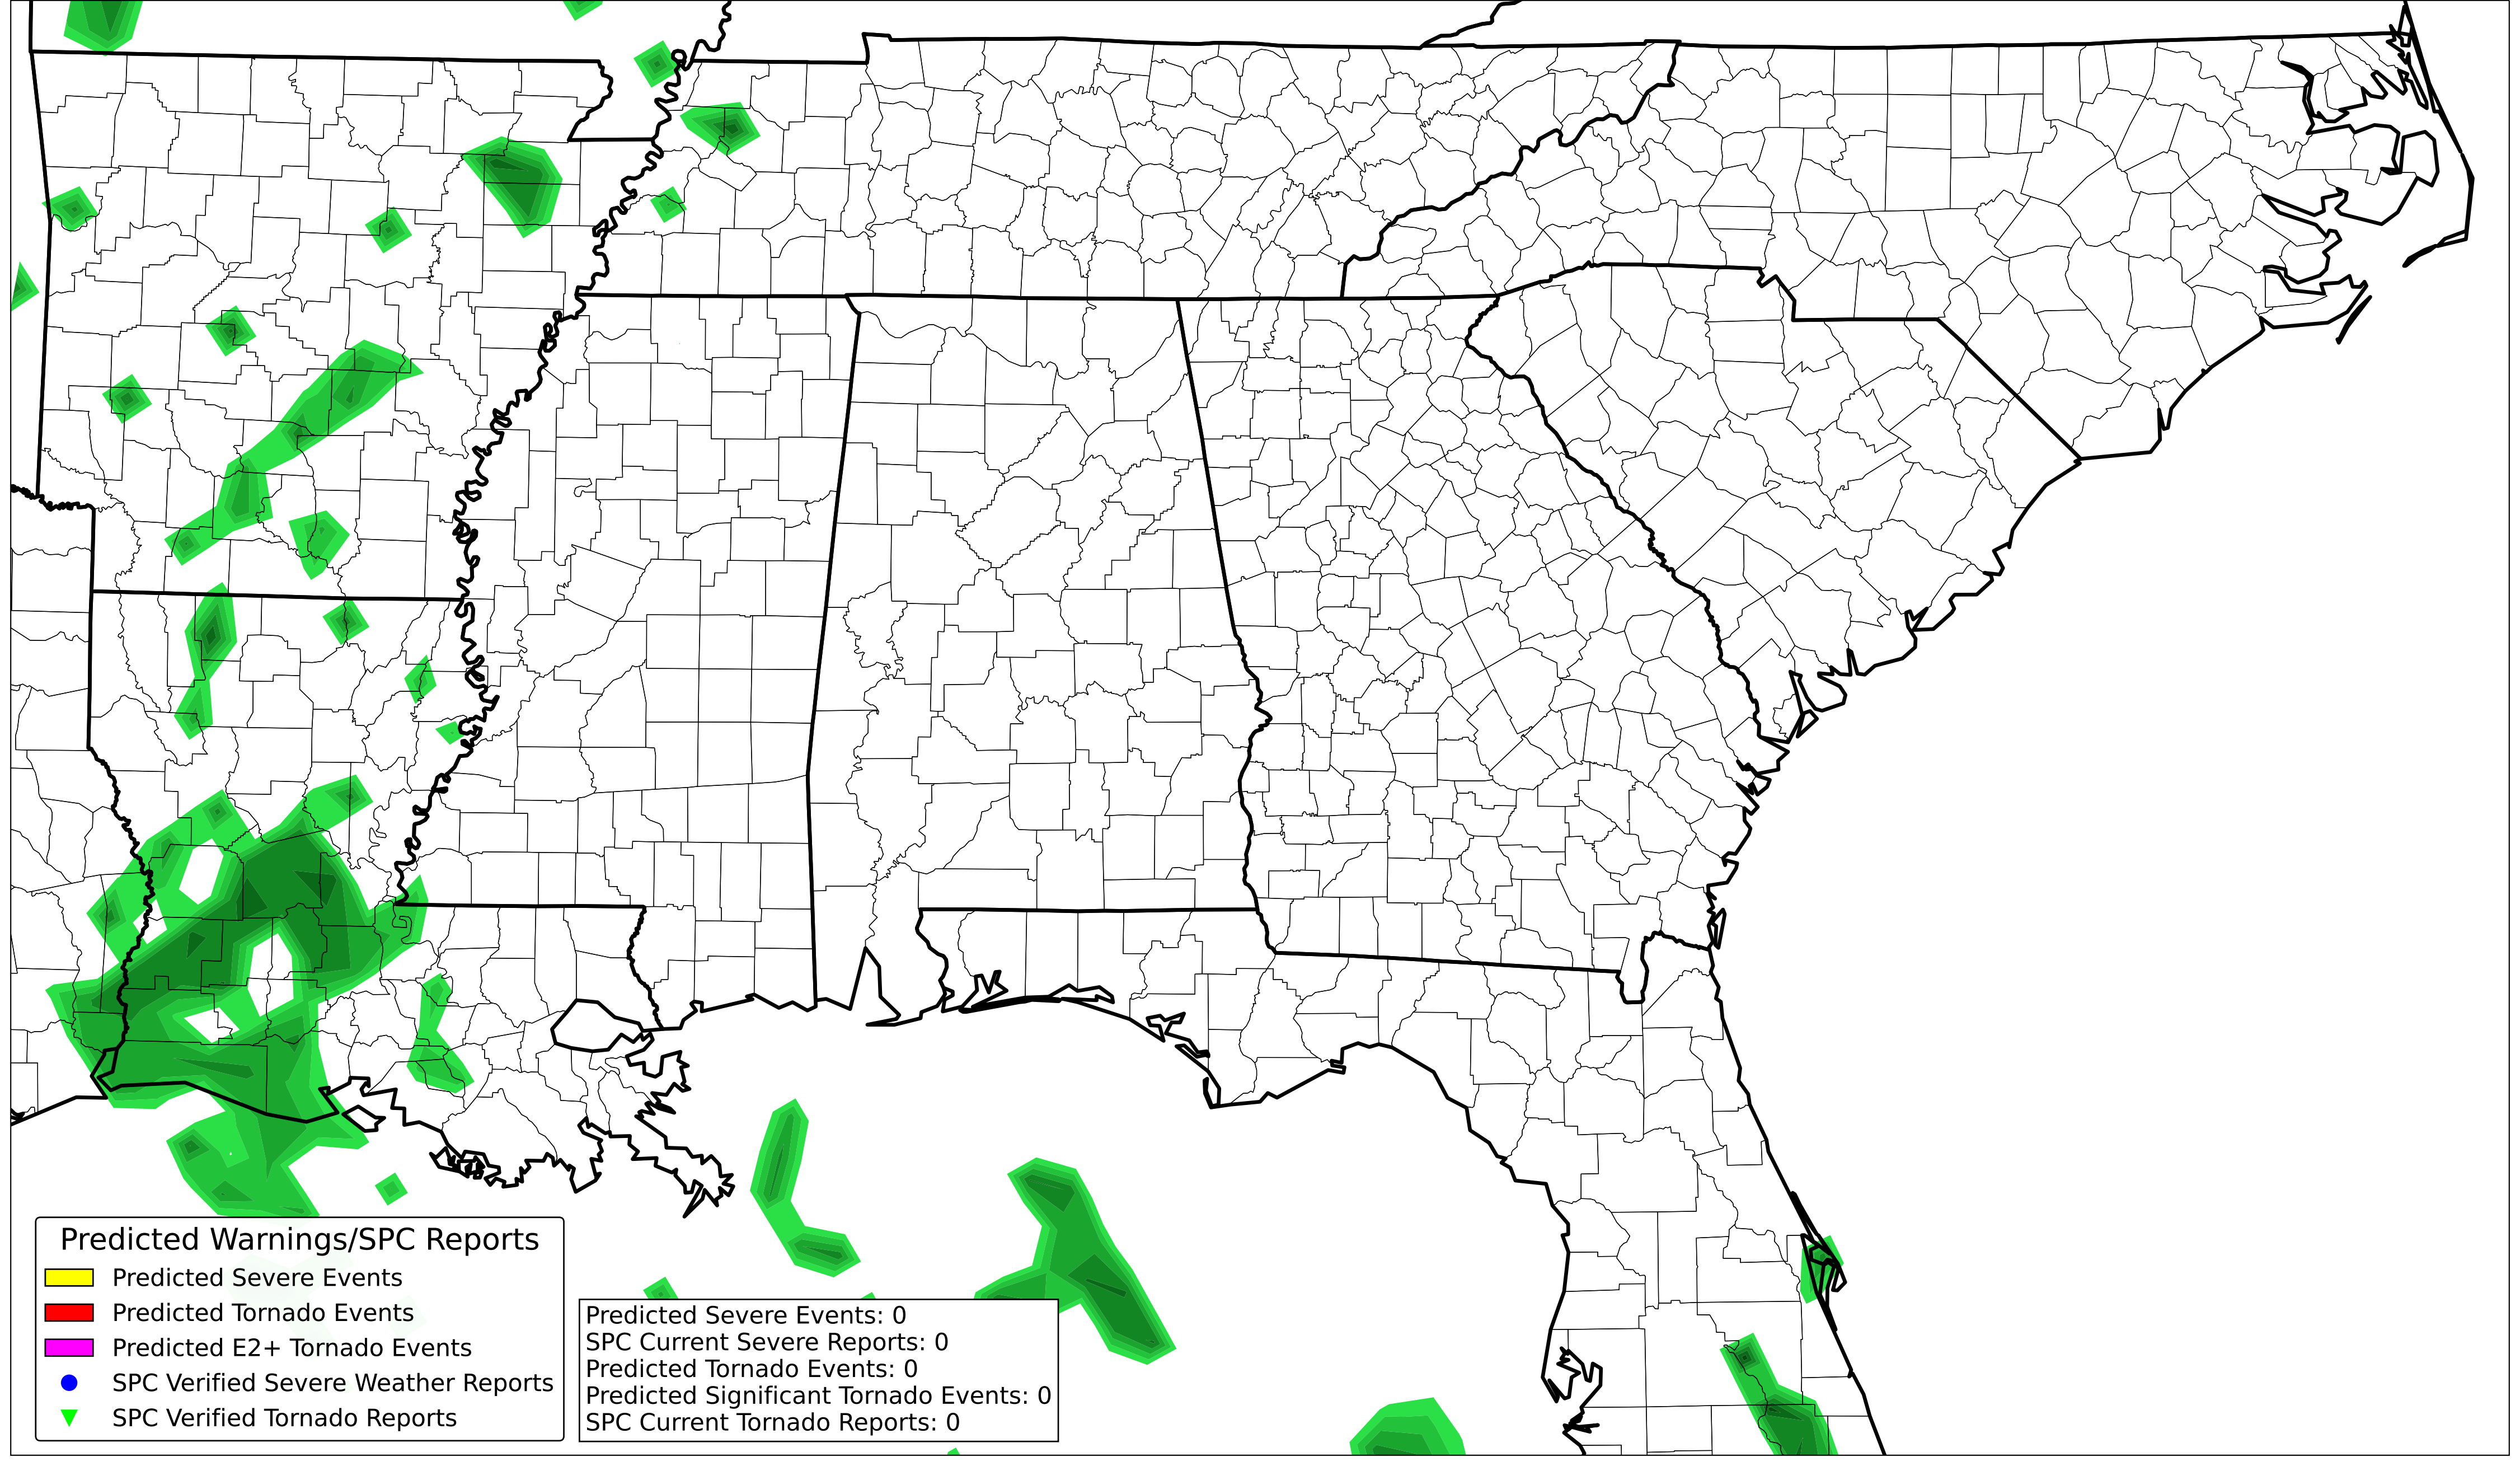 Predicted Warnings/SPC Reports
Predicted Severe Events
Predicted Tornado Events
Predicted E2+ Tornado Events
SPC Verified Severe Weather Reports
SPC Verified Tornado Reports
Predicted Severe Events: 0
SPC Current Severe Reports: 0
Predicted Tornado Events: 0
Predicted Significant Tornado Events: 0
SPC Current Tornado Reports: 0